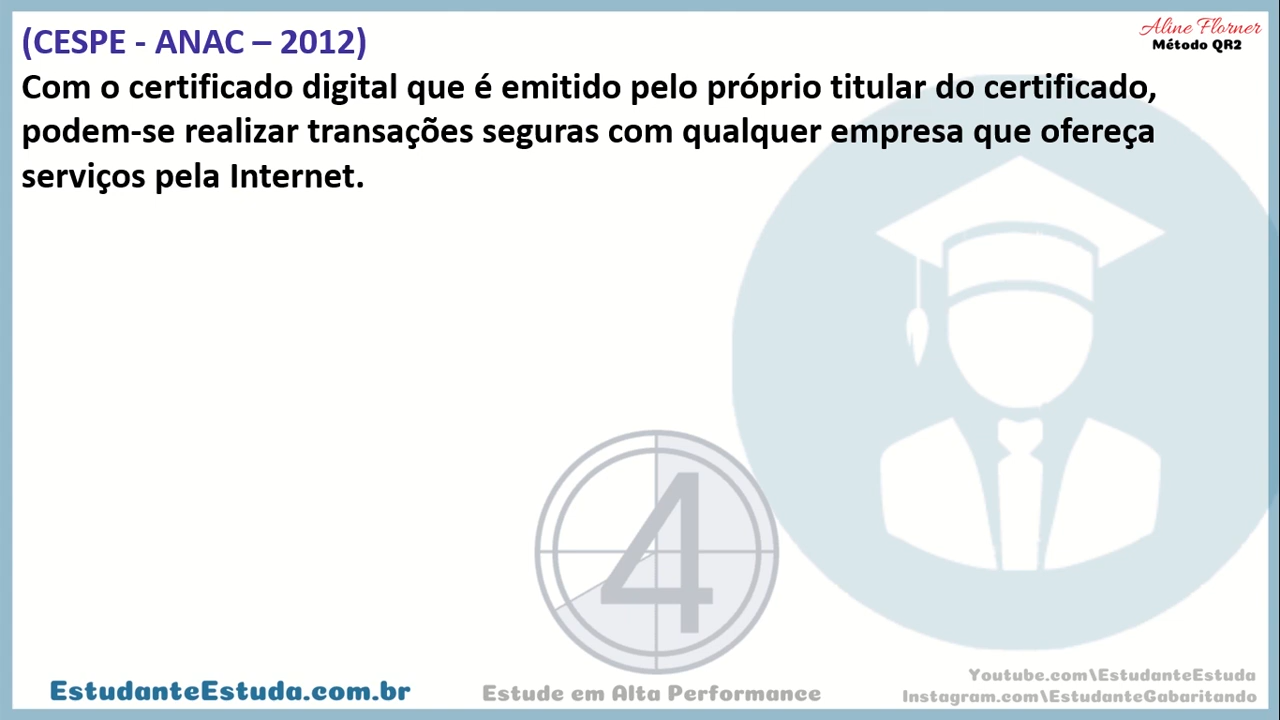 (CESPE - ANAC – 2012)
Aline Florner
Método QR2
Com o certificado digital que é emitido pelo próprio titular do certificado,
podem-se realizar transações seguras com qualquer empresa que ofereça
serviços pela Internet.
4
EstudanteEstuda.com.br
Estude em Alta Performance
Youtube.com\EstudanteEstuda
Instagram.com\EstudanteGabaritando